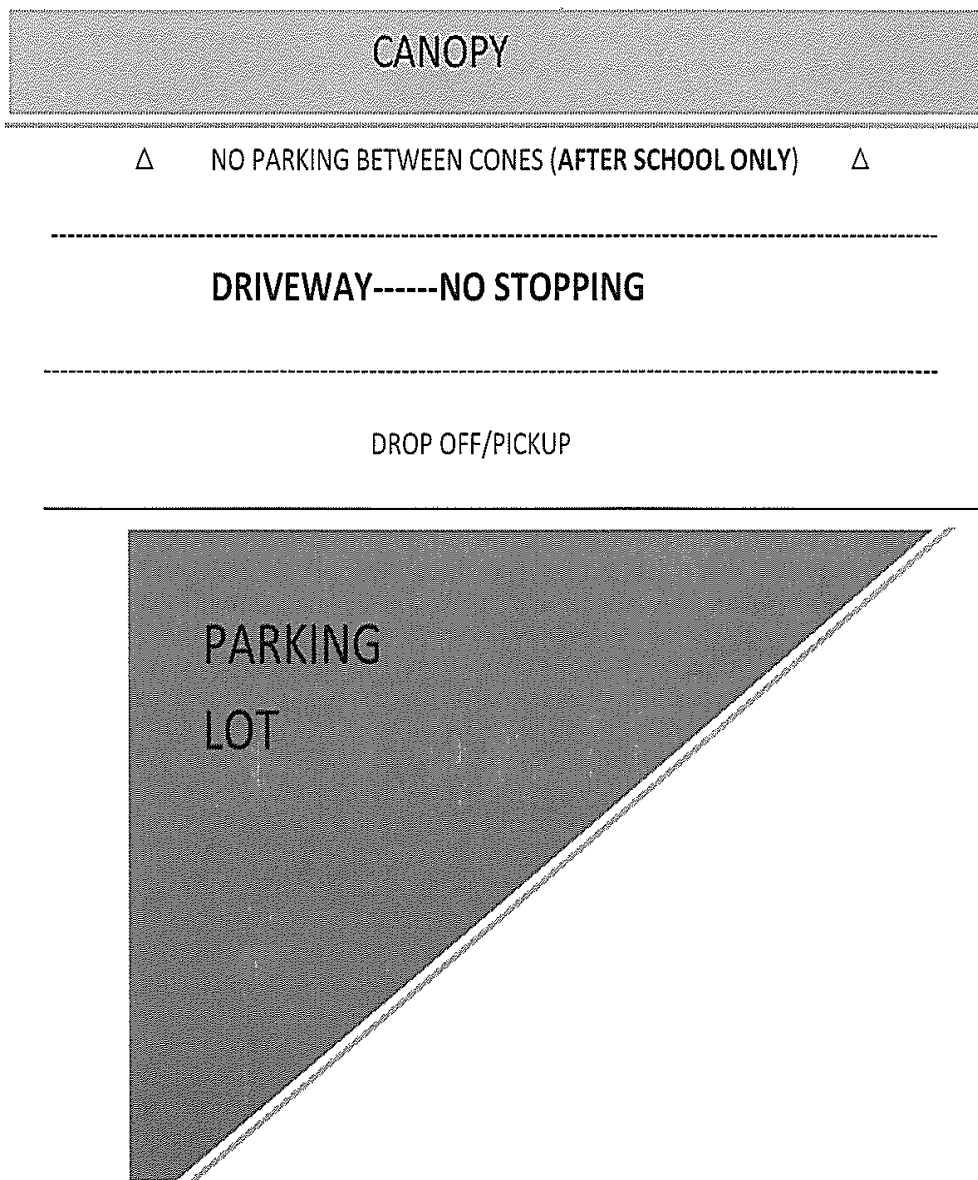 CANOPY
Δ NO PARKING BETWEEN CONES (AFTER SCHOOL ONLY) Δ
DRIVEWAY------NO STOPPING
DROP OFF/PICKUP
PARKING
LOT